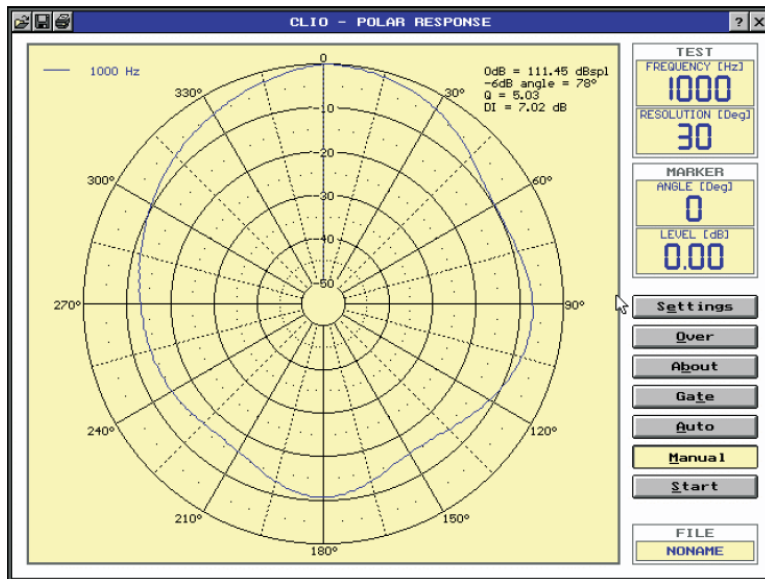 CLIO - POLAR RESPONSE
? X
1000 Hz
0dB = 111.45 dBspl
-6dB angle = 78°
Q = 5.03
DI = 7.02 dB
0
-10
-20
-30
-40
-50
30°
60°
90°
120°
150°
180°
210°
240°
270°
300°
330°
TEST
FREQUENCY [Hz]
1000
RESOLUTION [Deg]
30
MARKER
ANGLE [Deg]
0
LEVEL [dB]
0.00
Settings
Over
About
Gate
Auto
Manual
Start
FILE
NONAME